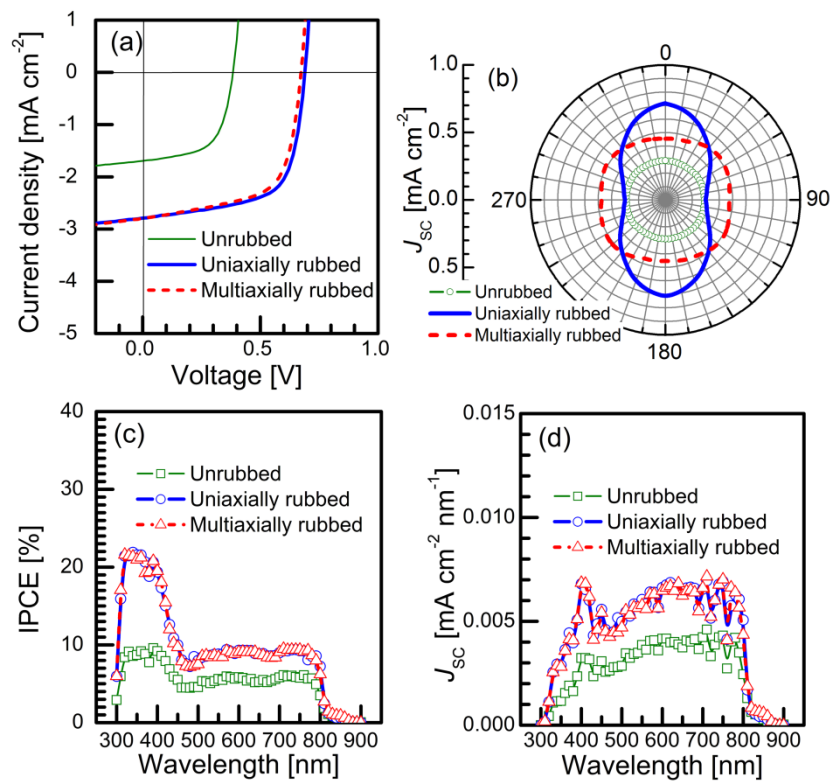 (a)
Current density [mA cm-2]
1
0
-1
-2
-3
-4
-5
Unrubbed
Uniaxially rubbed
Multiaxially rubbed
0.0
0.5
1.0
Voltage [V]
(b)
JSC [mA cm-2]
1.0
0.5
0.0
0.5
0
90
180
270
Unrubbed
Uniaxially rubbed
Multiaxially rubbed
(c)
IPCE [%]
40
30
20
10
0
Unrubbed
Uniaxially rubbed
Multiaxially rubbed
300 400 500 600 700 800 900
Wavelength [nm]
(d)
JSC [mA cm-2 nm-1]
0.015
0.010
0.005
0.000
Unrubbed
Uniaxially rubbed
Multiaxially rubbed
300 400 500 600 700 800 900
Wavelength [nm]